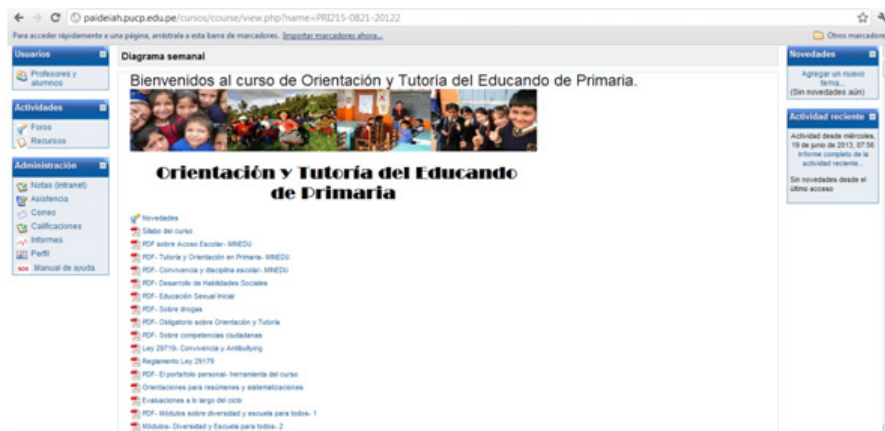 paideiah.pucp.edu.pe/cursos/course/view.php?name=PRI215-0821-20122
Para acceder rápidamente a una página, arrástrala a esta barra de marcadores. Importar marcadores ahora...
Otros marcadore
Usuarios
Profesores y
alumnos
Actividades
Foros
Recursos
Administración
Notas (Intranet)
Asistencia
Correo
Calificaciones
Informes
Perfil
SOS Manual de ayuda
Diagrama semanal
Bienvenidos al curso de Orientación y Tutoría del Educando de Primaria.
Orientación y Tutoría del Educando
de Primaria
Novedades
Sílabo del curso
PDF sobre Acoso Escolar- MINEDU
PDF- Tutoría y Orientación en Primaria- MINEDU
PDF- Convivencia y disciplina escolar- MINEDU
PDF- Desarrollo de Habilidades Sociales
PDF- Educación Sexual Inicial
PDF- Sobre drogas
PDF- Obligatorio sobre Orientación y Tutoría
PDF- Sobre competencias ciudadanas
Ley 29719- Convivencia y Antibullying
Reglamento Ley 29179
PDF- El portafolio personal- herramienta del curso
Orientaciones para resúmenes y sistematizaciones
Evaluaciones a lo largo del ciclo
PDF- Módulos sobre diversidad y escuela para todos- 1
Módulos- Diversidad y Escuela para todos- 2
Novedades
Agregar un nuevo
tema...
(Sin novedades aún)
Actividad reciente
Actividad desde miércoles,
19 de junio de 2013, 07:56
Informe completo de la
actividad reciente...
Sin novedades desde el
último acceso